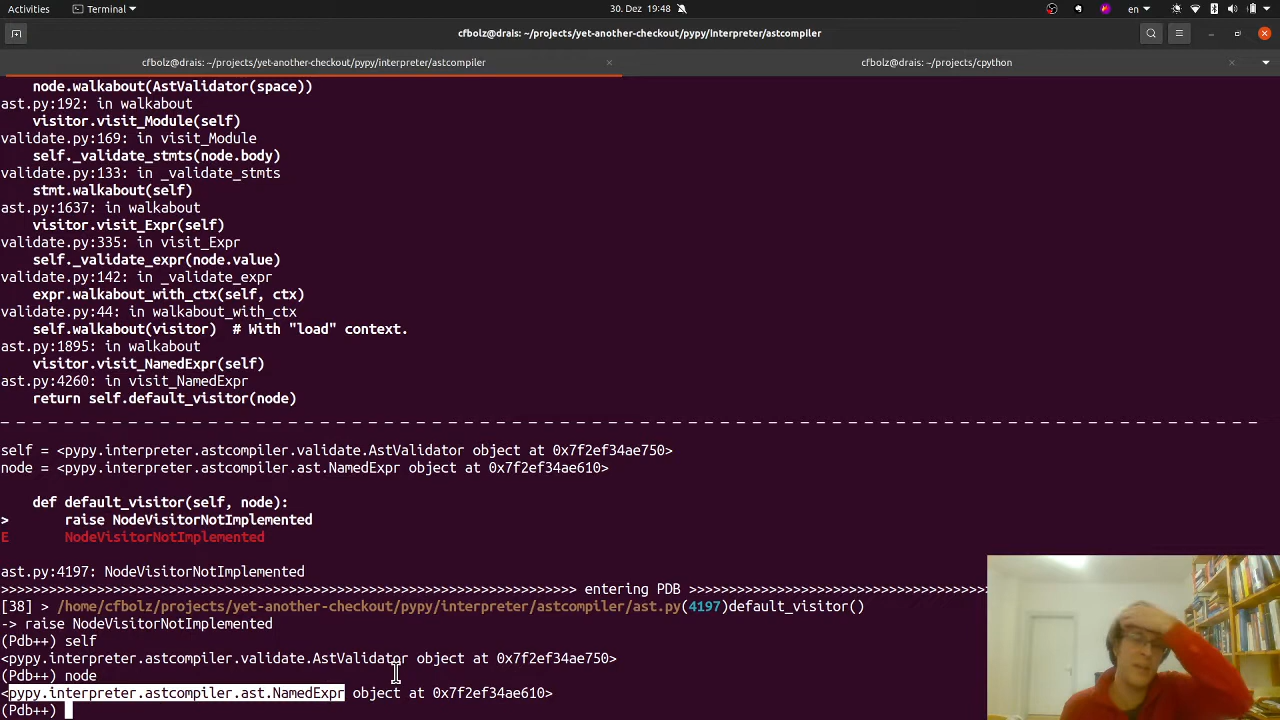 Activities
Terminal
30. Dez 19:48
en
cfbolz@drais: ~/projects/yet-another-checkout/pypy/interpreter/astcompiler
cfbolz@drais: ~/projects/yet-another-checkout/pypy/interpreter/astcompiler
cfbolz@drais: ~/projects/cpython
node.walkabout(AstValidator(space))
ast.py:192: in walkabout
visitor.visit_Module(self)
validate.py:169: in visit_Module
self._validate_stmts(node.body)
validate.py:133: in _validate_stmts
stmt.walkabout(self)
ast.py:1637: in walkabout
visitor.visit_Expr(self)
validate.py:335: in visit_Expr
self._validate_expr(node.value)
validate.py:142: in _validate_expr
expr.walkabout_with_ctx(self, ctx)
validate.py:44: in walkabout_with_ctx
self.walkabout(visitor)  # With "load" context.
ast.py:1895: in walkabout
visitor.visit_NamedExpr(self)
ast.py:4260: in visit_NamedExpr
return self.default_visitor(node)
_ _ _ _ _ _ _ _ _ _ _ _ _ _ _ _ _ _ _ _ _ _ _ _ _ _ _ _ _ _ _ _ _ _ _ _ _ _ _ _ _ _ _ _ _ _ _ _ _ _ _ _ _ _ _ _ _ _ _ _ _ _ _ _ _ _ _ _ _ _ _ _ _ _ _ _ _ _ _
self = <pypy.interpreter.astcompiler.validate.AstValidator object at 0x7f2ef34ae750>
node = <pypy.interpreter.astcompiler.ast.NamedExpr object at 0x7f2ef34ae610>
def default_visitor(self, node):
>       raise NodeVisitorNotImplemented
E       NodeVisitorNotImplemented
ast.py:4197: NodeVisitorNotImplemented
>>>>>>>>>>>>>>>>>>>>>>>>>>>>>>>>>>>>>>>>>>>>>>>>>>>>>>>>>>>>>>>>>>>>>>>> entering PDB >>>>>>>>>>>>>>>>>>>>>>>>>>>>>>>>>>>>>
[38] > /home/cfbolz/projects/yet-another-checkout/pypy/interpreter/astcompiler/ast.py(4197)default_visitor()
-> raise NodeVisitorNotImplemented
(Pdb++) self
<pypy.interpreter.astcompiler.validate.AstValidator object at 0x7f2ef34ae750>
(Pdb++) node
<pypy.interpreter.astcompiler.ast.NamedExpr object at 0x7f2ef34ae610>
(Pdb++)